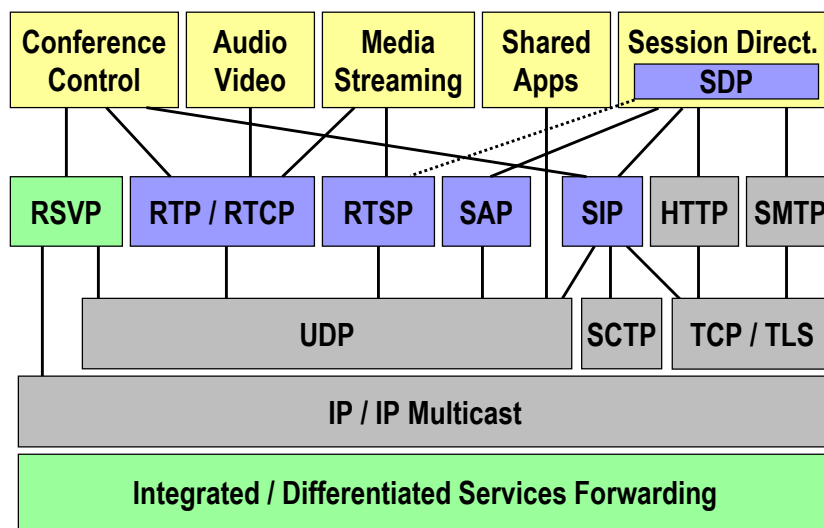 Conference
Control
Audio
Video
Media
Streaming
Shared
Apps
Session Direct.
SDP
RSVP
RTP / RTCP
RTSP
SAP
SIP
HTTP
SMTP
UDP
SCTP
TCP / TLS
IP / IP Multicast
Integrated / Differentiated Services Forwarding